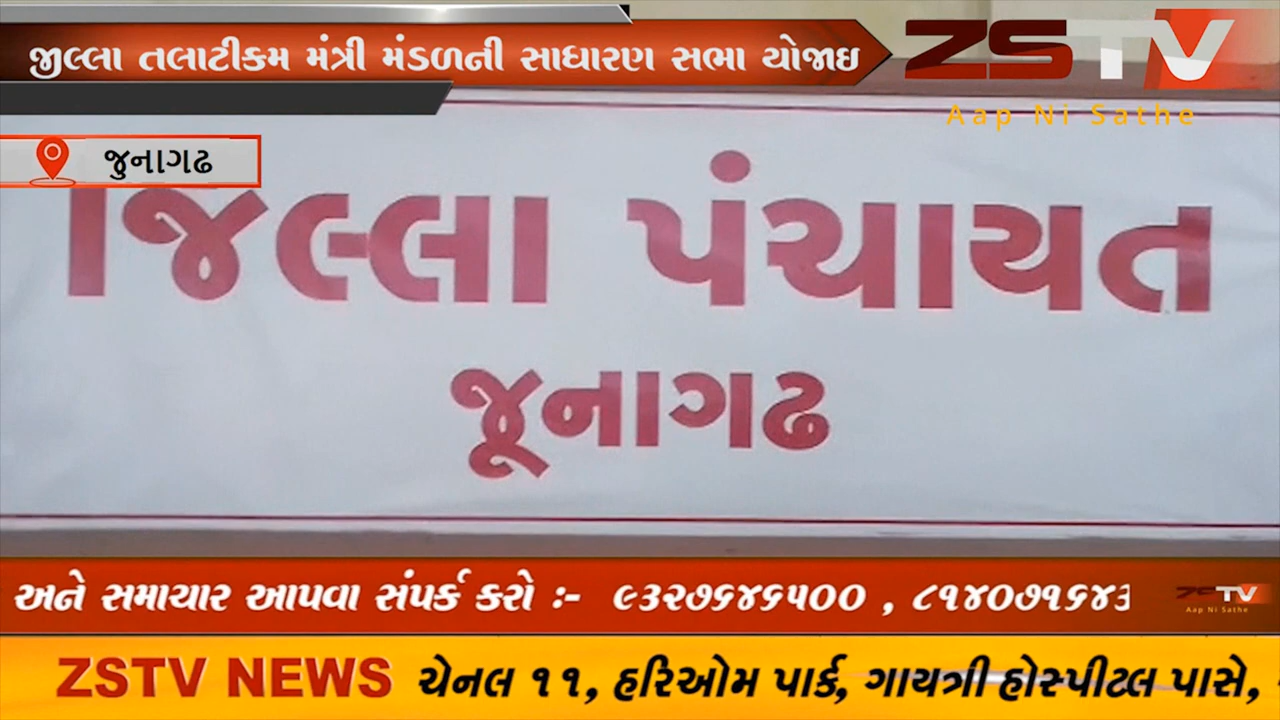 જીલ્લા તલાટીકમ મંત્રી મંડળની સાધારણ સભા યોજાઇ
ZSTV
Aap Ni Sathe
જુનાગઢ
જિલ્લા પંચાયત
જૂનાગઢ
અને સમાચાર આપવા સંપર્ક કરો :- ૯૩૨૭૬૪૬૫૦૦ , ૮૧૪૦૭૧૬૪૩
ZSTV
Aap Ni Sathe
ZSTV NEWS ચેનલ ૧૧, હરિઓમ પાર્ક, ગાયત્રી હોસ્પીટલ પાસે,